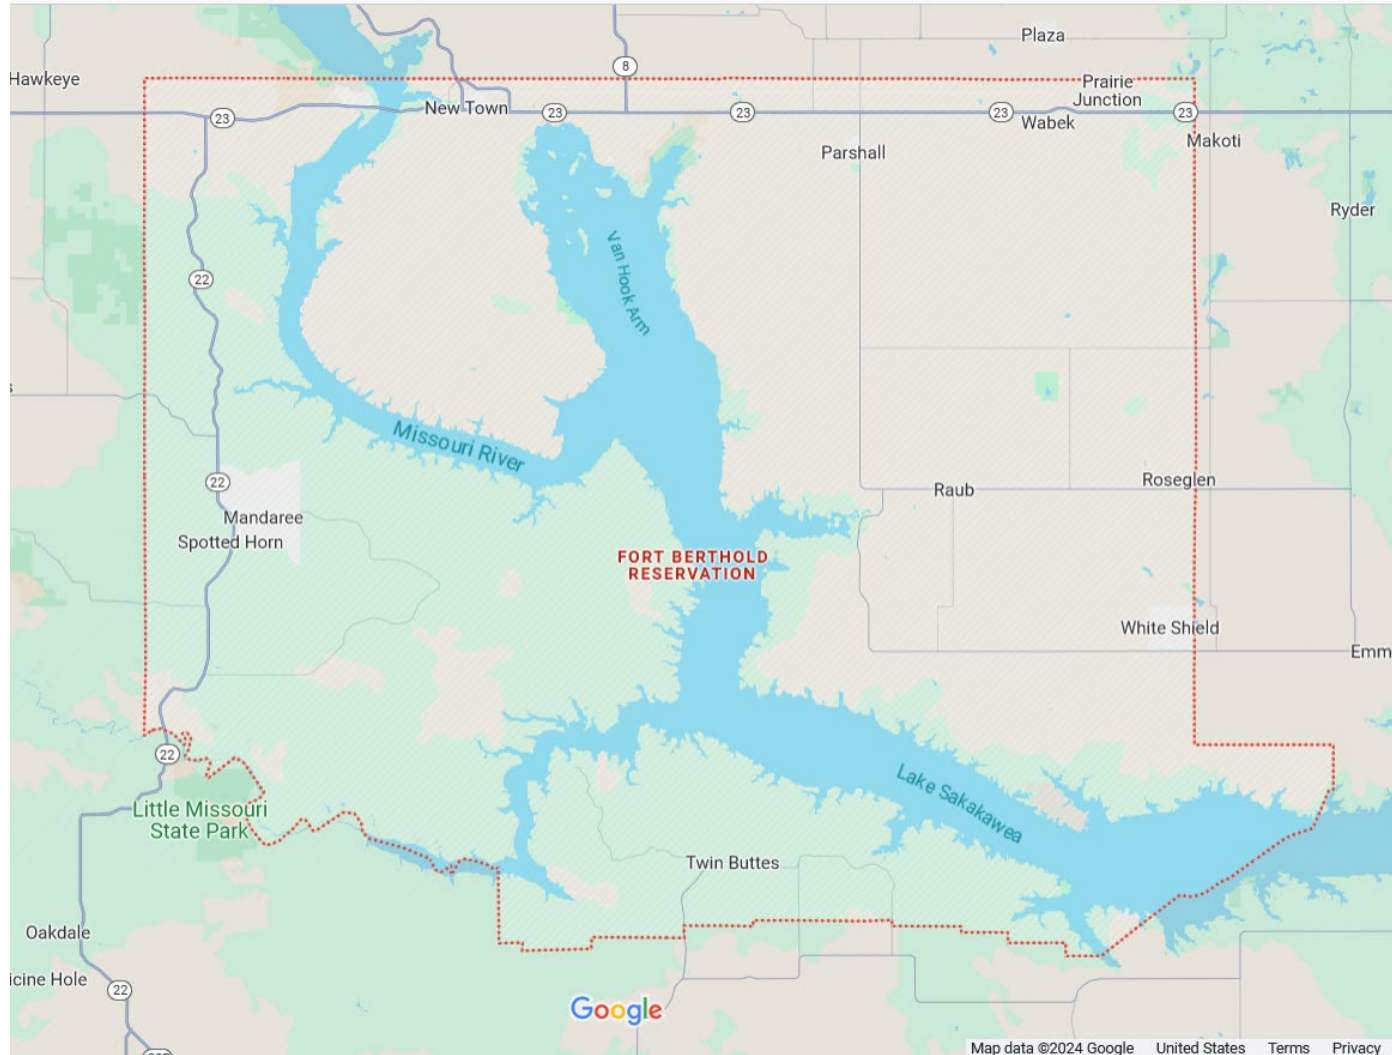 Plaza
8
Hawkeye
Prairie
Junction
New Town
23
23
23
23
23
Wabek
Makoti
Parshall
Ryder
Van Hook Arm
22
Missouri River
22
Raub
Roseglen
Mandaree
Spotted Horn
FORT BERTHOLD
RESERVATION
White Shield
Emm
22
Little Missouri
State Park
Lake Sakakawea
Twin Buttes
Oakdale
icine Hole
22
Google
Map data ©2024 Google United States Terms Privacy